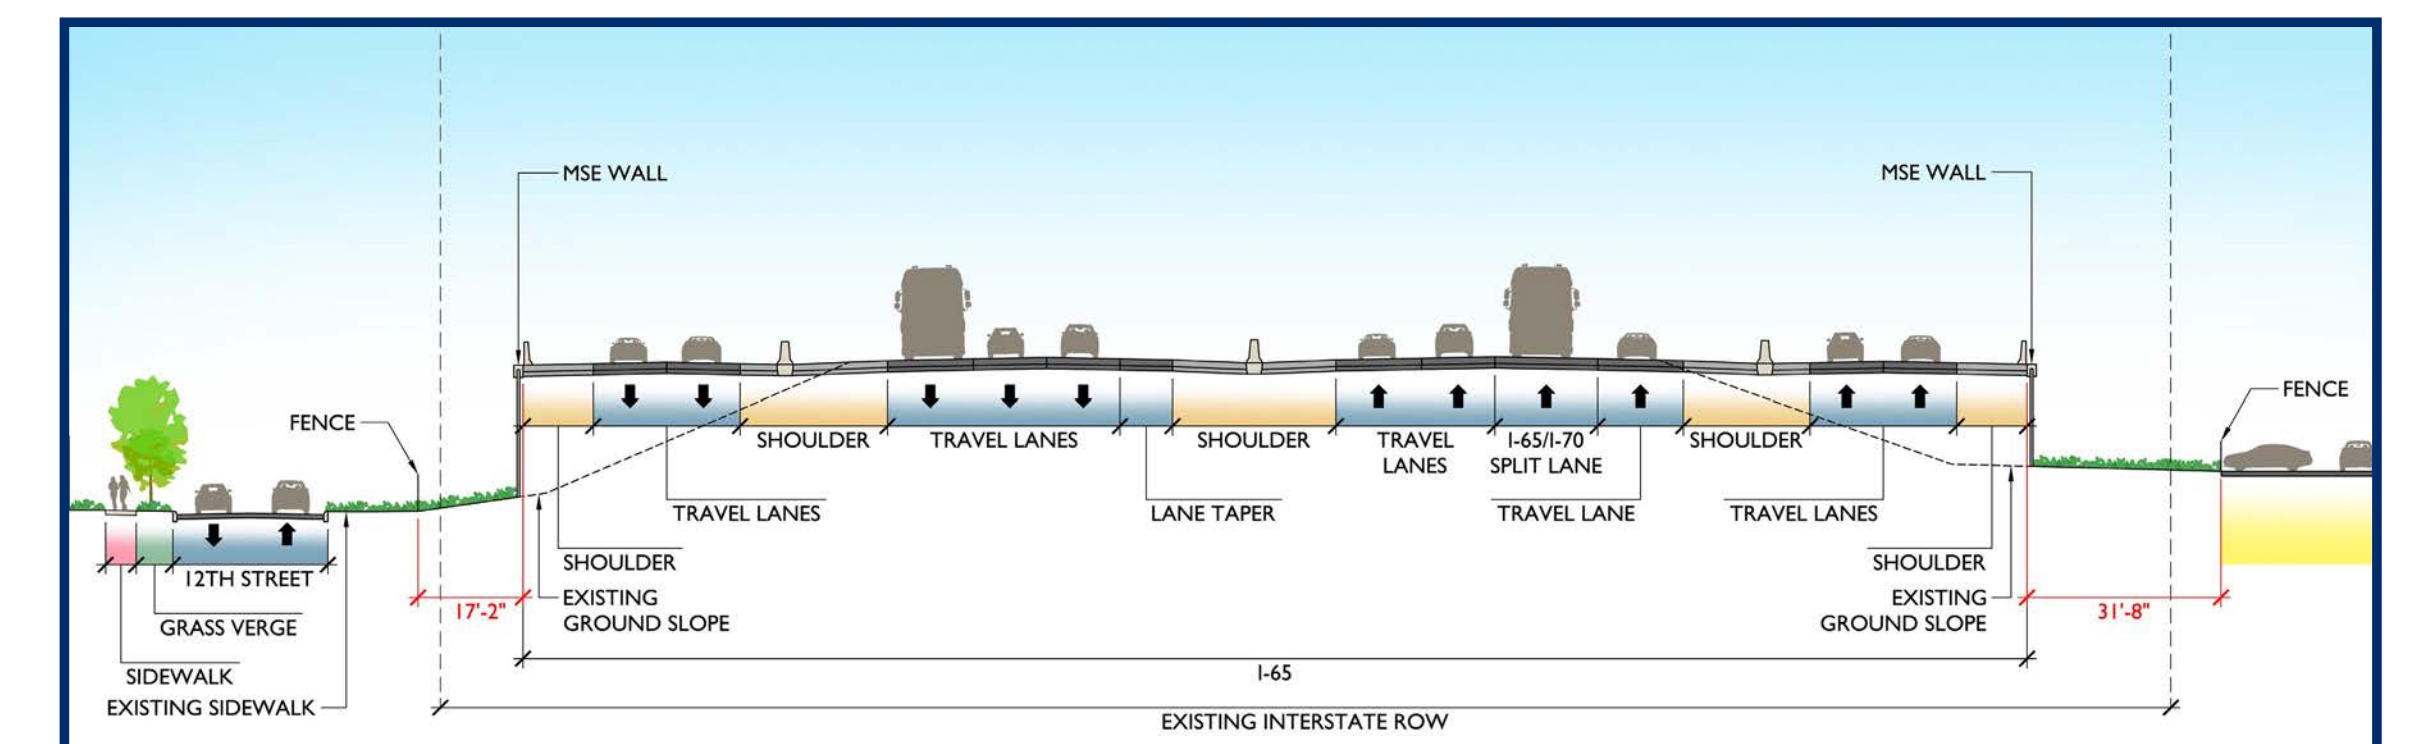 MSE WALL
MSE WALL
FENCE
FENCE
SHOULDER
TRAVEL LANES
SHOULDER
TRAVEL
LANES
I-65/I-70
SPLIT LANE
SHOULDER
TRAVEL LANES
LANE TAPER
TRAVEL LANE
TRAVEL LANES
SHOULDER
SHOULDER
12TH STREET
EXISTING
GROUND SLOPE
EXISTING
GROUND SLOPE
17'-2"
31'-8"
GRASS VERGE
SIDEWALK
I-65
EXISTING SIDEWALK
EXISTING INTERSTATE ROW